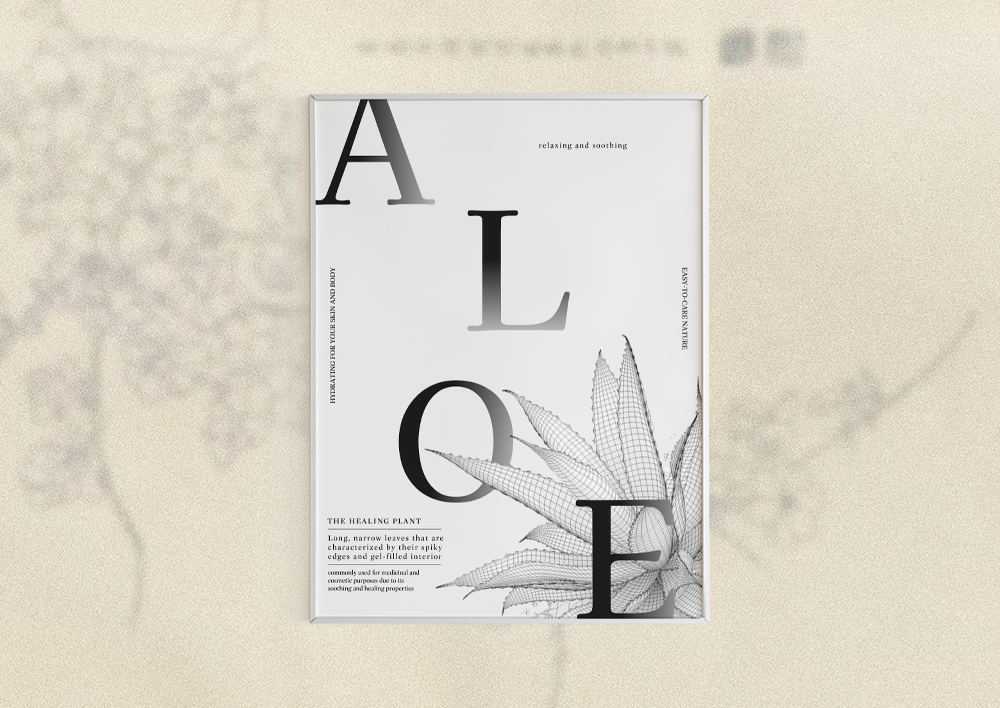 A
relaxing and soothing
L
HYDRATING FOR YOUR SKIN AND BODY
EASY-TO-CARE NATURE
O
E
THE HEALING PLANT
Long, narrow leaves that are
characterized by their spiky
edges and gel-filled interior
commonly used for medicinal and
cosmetic purposes due to its
soothing and healing properties